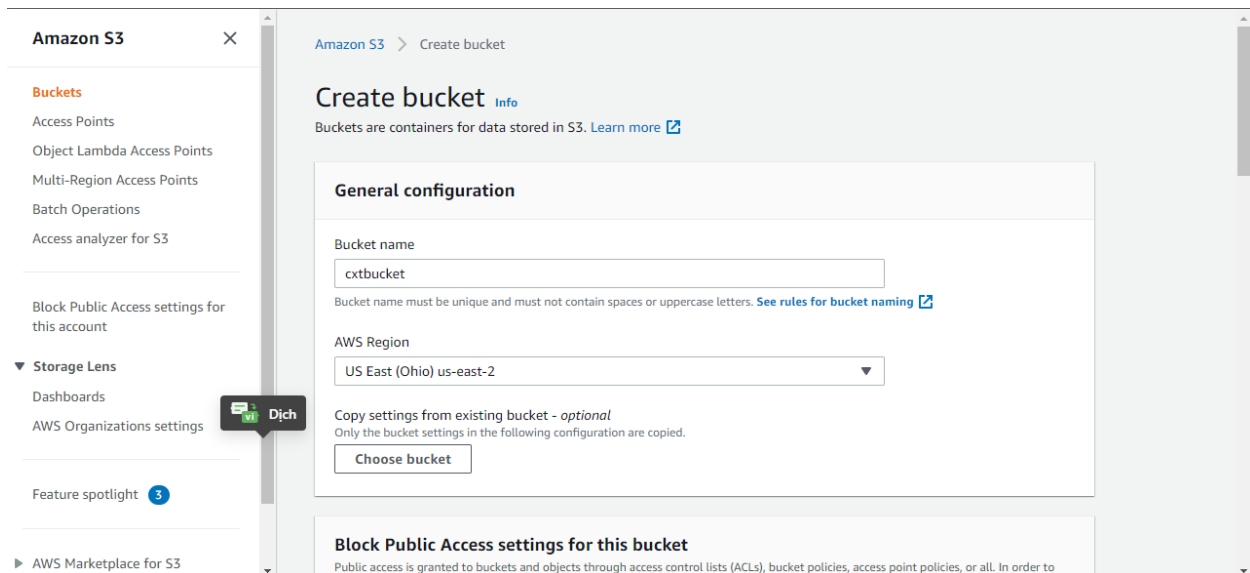 Amazon S3
Buckets
Access Points
Object Lambda Access Points
Multi-Region Access Points
Batch Operations
Access analyzer for S3
Block Public Access settings for
this account
Storage Lens
Dashboards
AWS Organizations settings
Feature spotlight 3
AWS Marketplace for S3
vi Dịch
Amazon S3 > Create bucket
Create bucket Info
Buckets are containers for data stored in S3. Learn more
General configuration
Bucket name
cxtbucket
Bucket name must be unique and must not contain spaces or uppercase letters. See rules for bucket naming
AWS Region
US East (Ohio) us-east-2
Copy settings from existing bucket - optional
Only the bucket settings in the following configuration are copied.
Choose bucket
Block Public Access settings for this bucket
Public access is granted to buckets and objects through access control lists (ACLs), bucket policies, access point policies, or all. In order to